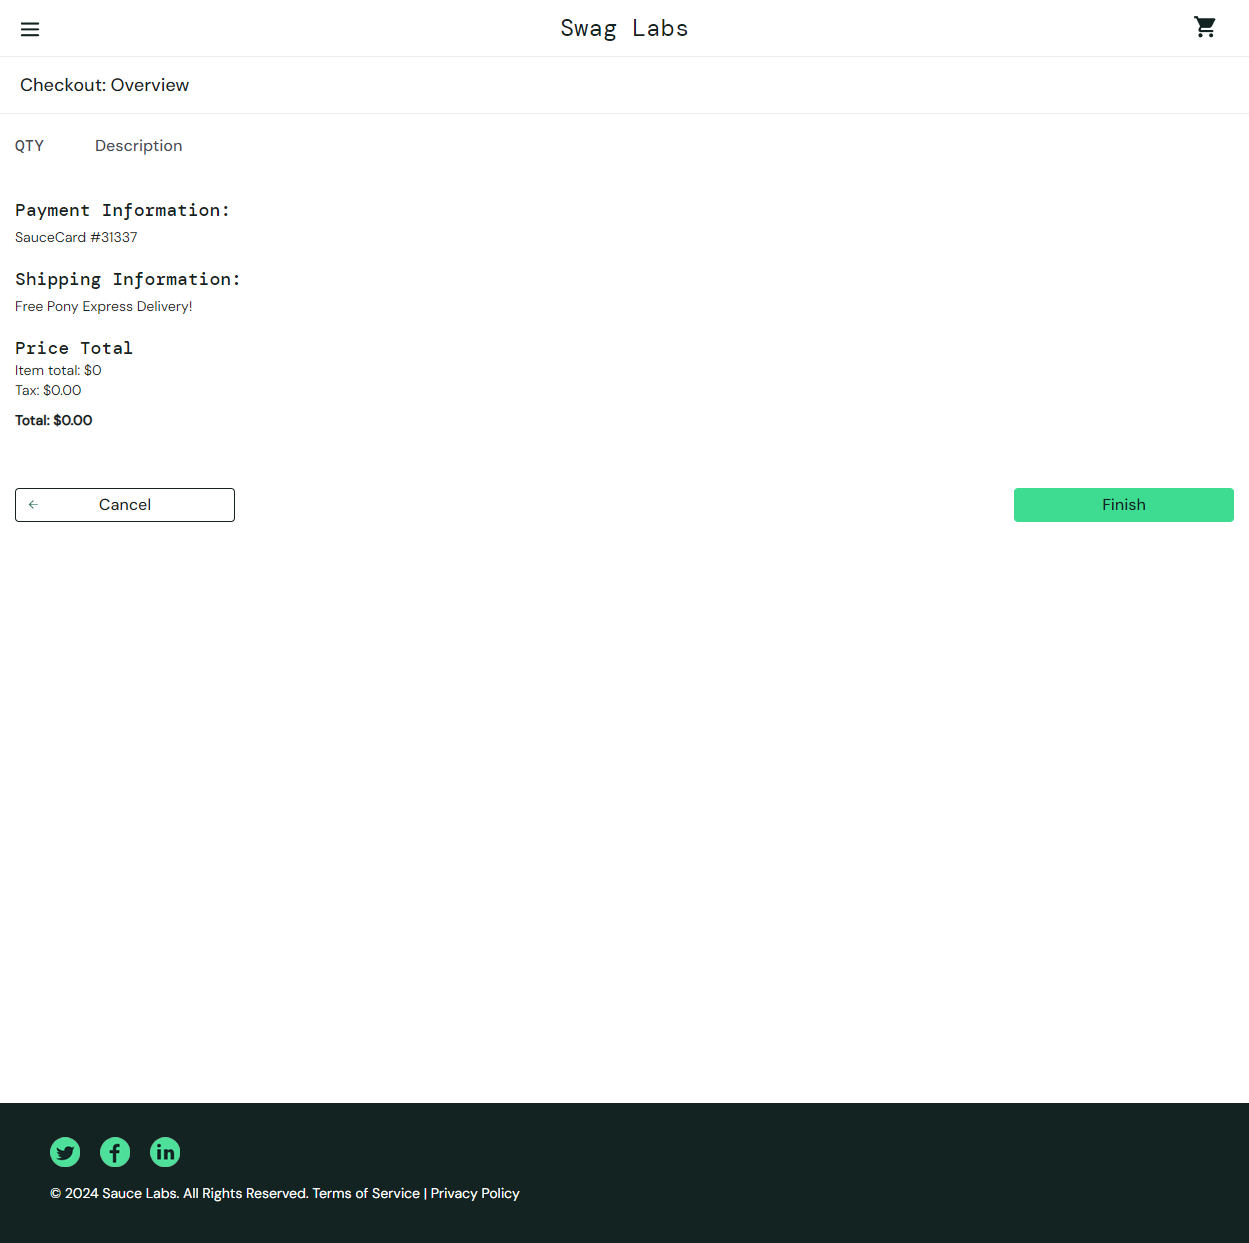 Swag Labs
Checkout: Overview
QTY Description
Payment Information:
SauceCard #31337
Shipping Information:
Free Pony Express Delivery!
Price Total
Item total: $0
Tax: $0.00
Total: $0.00
Cancel
Finish
© 2024 Sauce Labs. All Rights Reserved. Terms of Service | Privacy Policy